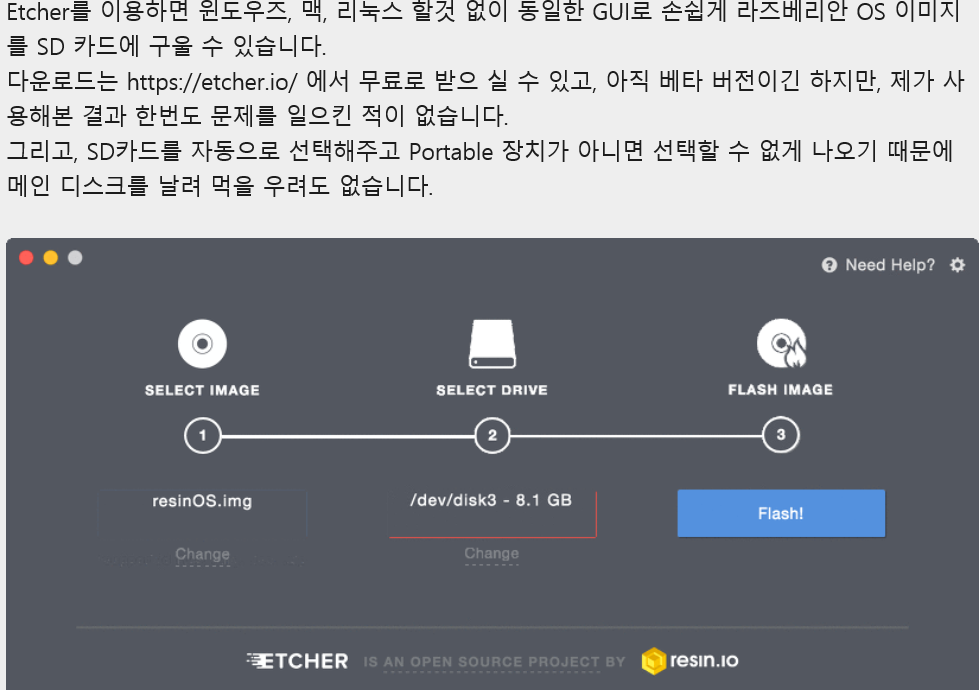 Etcher를 이용하면 윈도우즈, 맥, 리눅스 할것 없이 동일한 GUI로 손쉽게 라즈베리안 OS 이미지
를 SD 카드에 구울 수 있습니다.
다운로드는 https://etcher.io/ 에서 무료로 받으 실 수 있고, 아직 베타 버전이긴 하지만, 제가 사
용해본 결과 한번도 문제를 일으킨 적이 없습니다.
그리고, SD카드를 자동으로 선택해주고 Portable 장치가 아니면 선택할 수 없게 나오기 때문에
메인 디스크를 날려 먹을 우려도 없습니다.
Need Help?
SELECT IMAGE SELECT DRIVE FLASH IMAGE
1 2 3
resinOS.img /dev/disk3 - 8.1 GB Flash!
Change Change
ETCHER IS AN OPEN SOURCE PROJECT BY resin.io